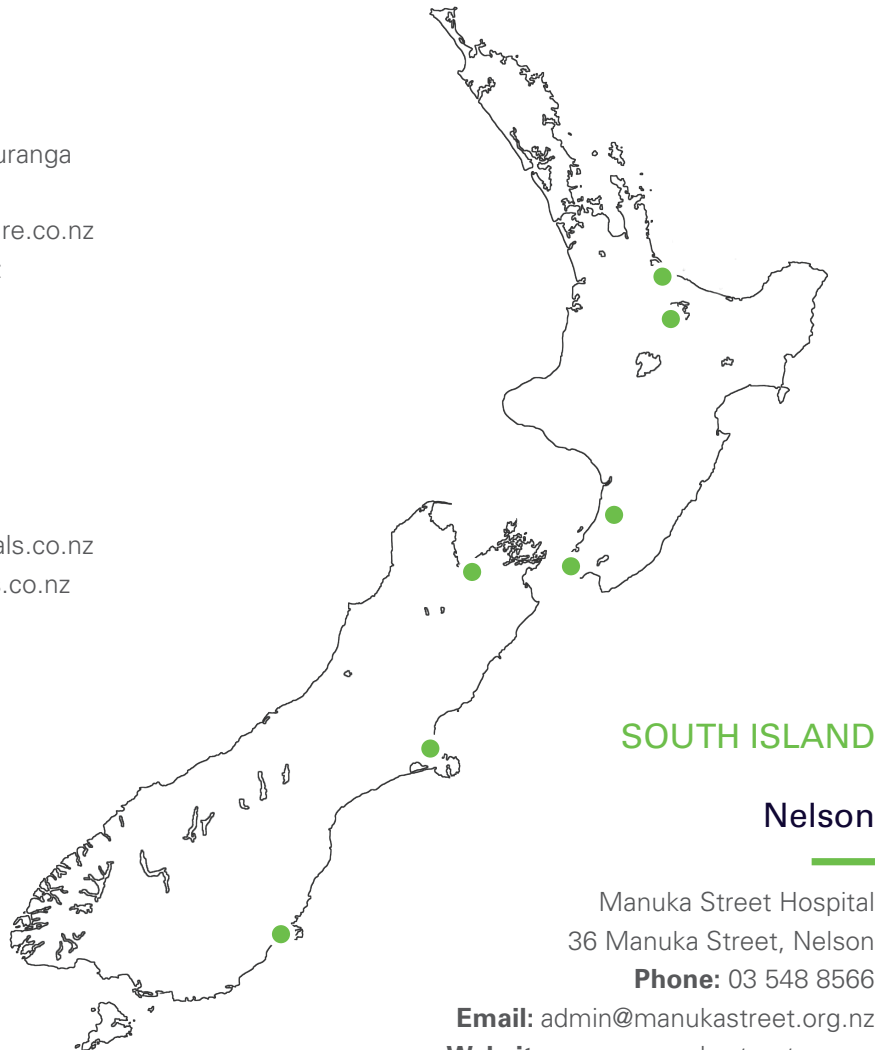 uranga
re.co.nz
als.co.nz
.co.nz
SOUTH ISLAND
Nelson
Manuka Street Hospital
36 Manuka Street, Nelson
Phone: 03 548 8566
Email: admin@manukastreet.org.nz